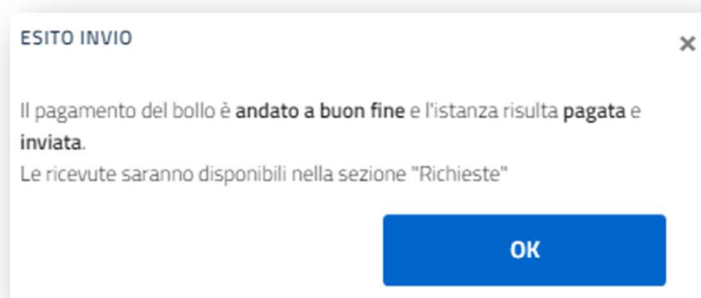 ESITO INVIO
×
Il pagamento del bollo è andato a buon fine e l'istanza risulta pagata e
inviata.
Le ricevute saranno disponibili nella sezione "Richieste"
OK